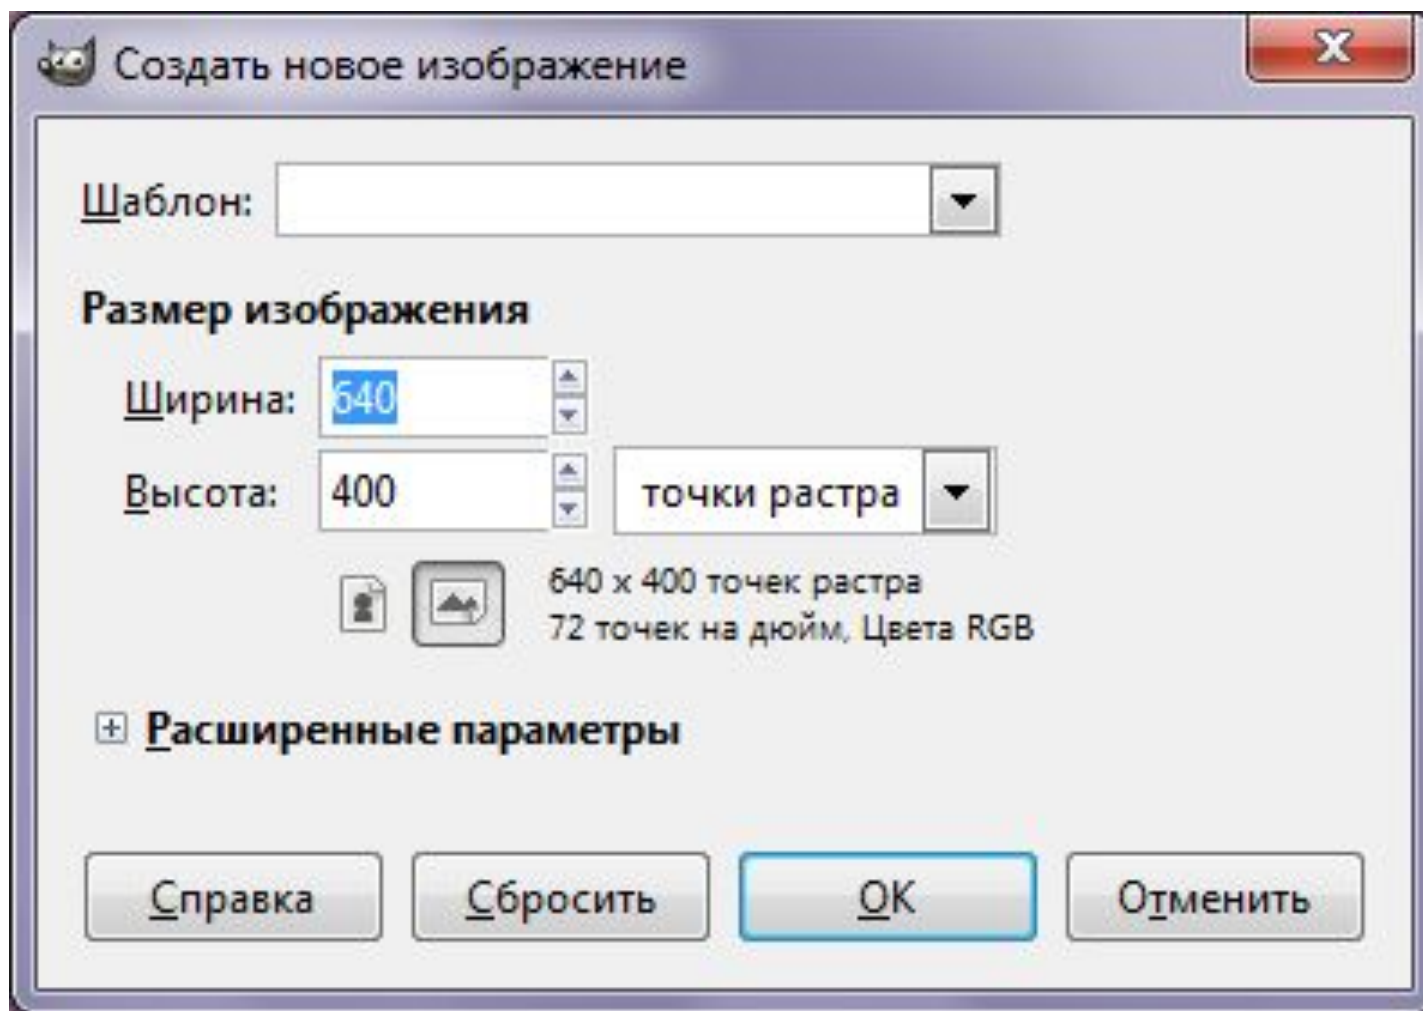 Создать новое изображение
Шаблон:
Размер изображения
Ширина: 640
Высота: 400 точки растра
640 x 400 точек растра
72 точек на дюйм, Цвета RGB
Расширенные параметры
Справка Сбросить OK Отменить